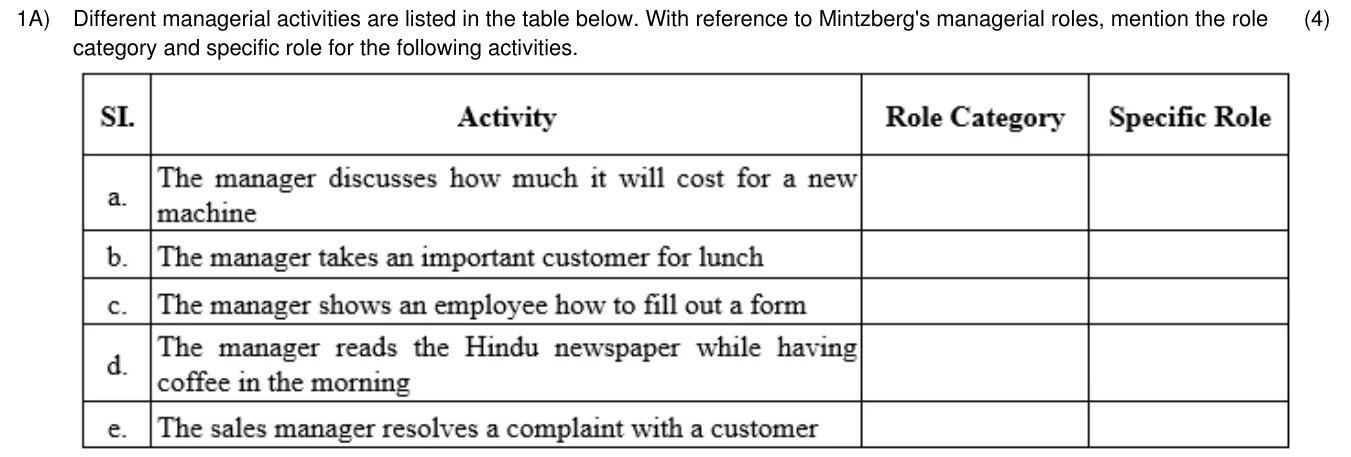 1A) Different managerial activities are listed in the table below. With reference to Mintzberg's managerial roles, mention the role (4)
category and specific role for the following activities.
SI. Activity Role Category Specific Role
a. The manager discusses how much it will cost for a new
machine
b. The manager takes an important customer for lunch
c. The manager shows an employee how to fill out a form
d. The manager reads the Hindu newspaper while having
coffee in the morning
e. The sales manager resolves a complaint with a customer